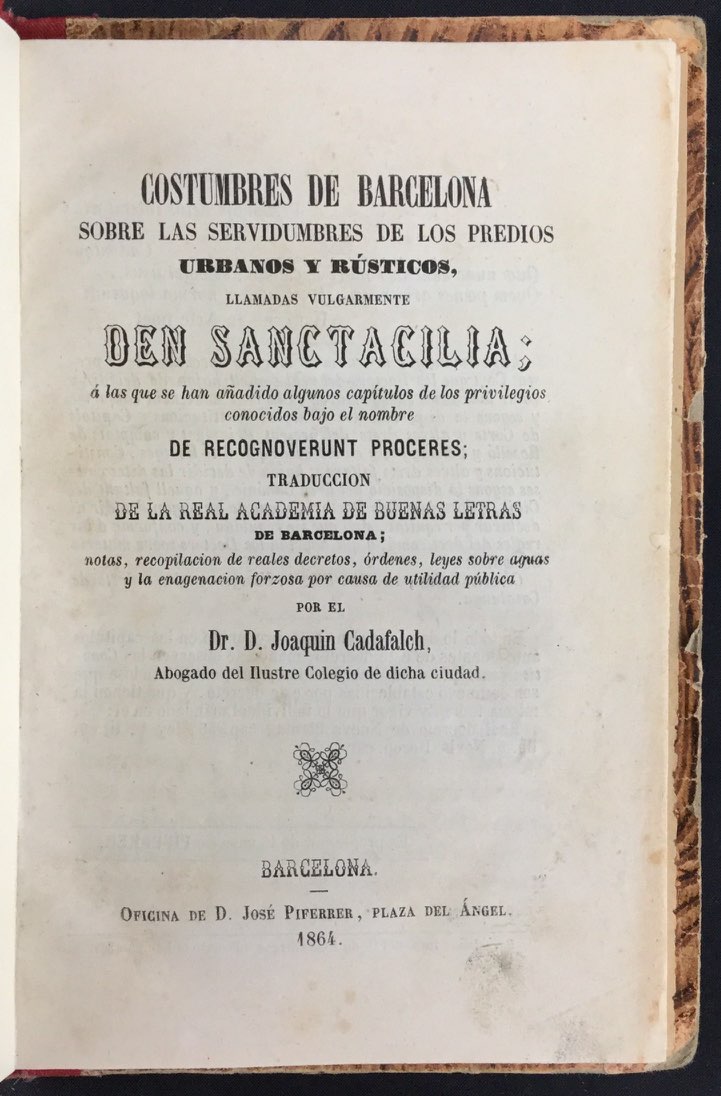 COSTUMBRES DE BARCELONA
SOBRE LAS SERVIDUMBRES DE LOS PREDIOS
URBANOS Y RÚSTICOS,
LLAMADAS VULGARMENTE
DEN SANCTACILIA;
á las que se han añadido algunos capítulos de los privilegios
conocidos bajo el nombre
DE RECOGNOVERUNT PROCERES;
TRADUCCION
DE LA REAL ACADEMIA DE BUENAS LETRAS
DE BARCELONA;
notas, recopilacion de reales decretos, órdenes, leyes sobre aguas
y la enagenacion forzosa por causa de utilidad pública
POR EL
Dr. D. Joaquin Cadafalch,
Abogado del Ilustre Colegio de dicha ciudad.
BARCELONA.
OFICINA DE D. JOSÉ PIFERRER, PLAZA DEL ÁNGEL.
1864.